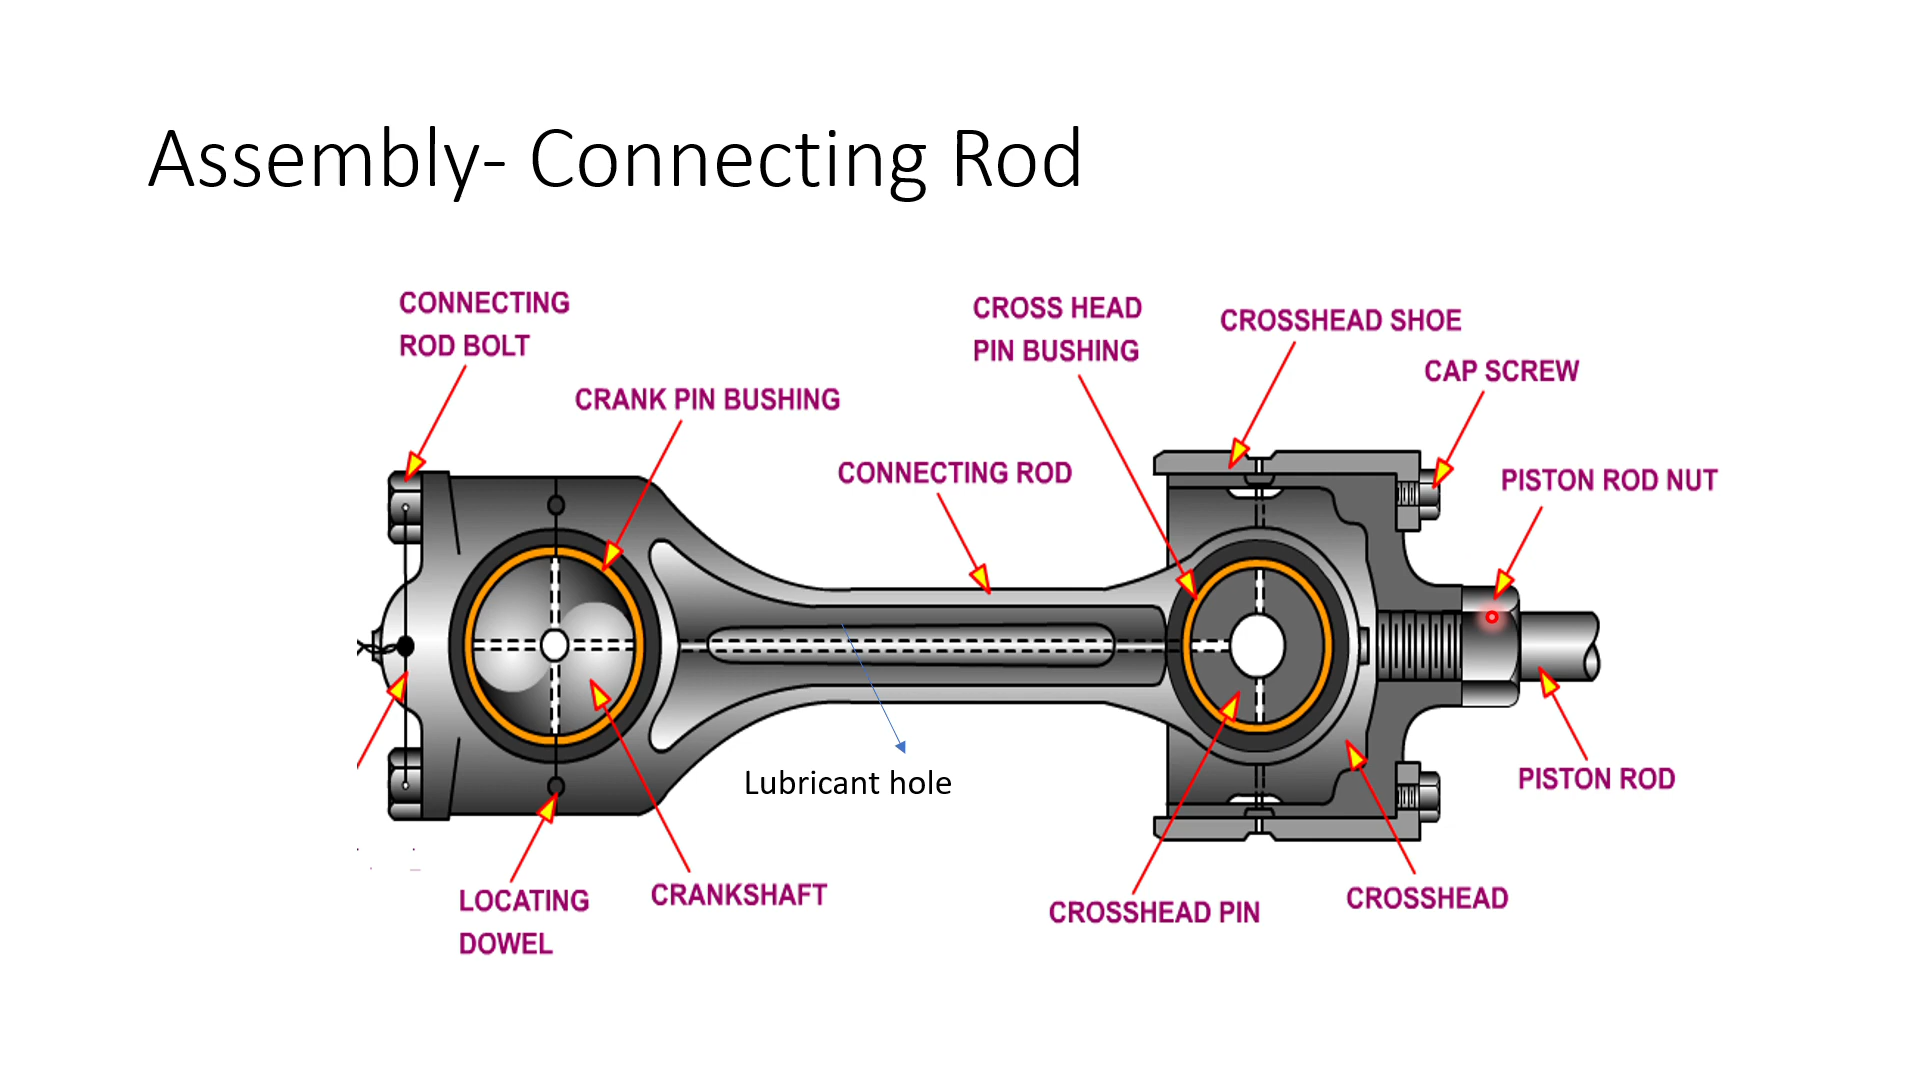 Assembly- Connecting Rod
CONNECTING
ROD BOLT
CRANK PIN BUSHING
CONNECTING ROD
CROSS HEAD
PIN BUSHING
CROSSHEAD SHOE
CAP SCREW
PISTON ROD NUT
PISTON ROD
Lubricant hole
LOCATING
DOWEL
CRANKSHAFT
CROSSHEAD PIN
CROSSHEAD